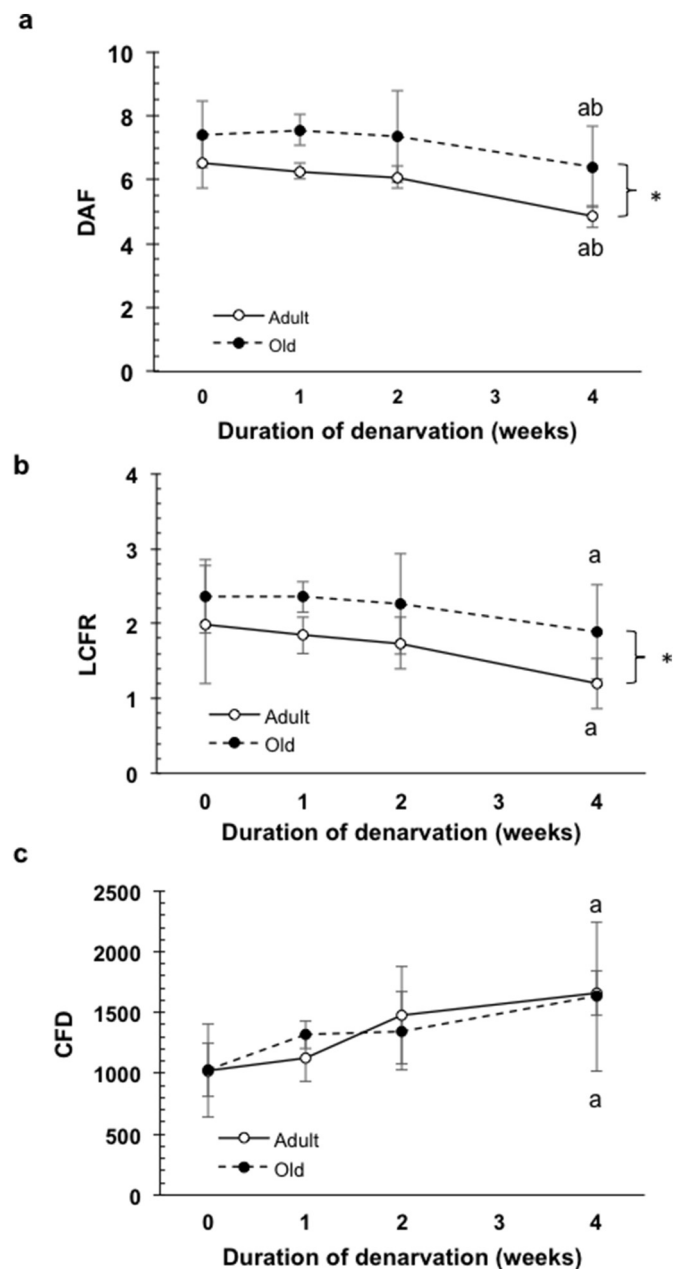 a
10
8
6
4
2
0
DAF
ab
ab
*
Adult
Old
0 1 2 3 4
Duration of denarvation (weeks)
b
4
3
2
1
0
LCFR
a
a
*
Adult
Old
0 1 2 3 4
Duration of denarvation (weeks)
c
2500
2000
1500
1000
500
0
CFD
a
a
Adult
Old
0 1 2 3 4
Duration of denarvation (weeks)